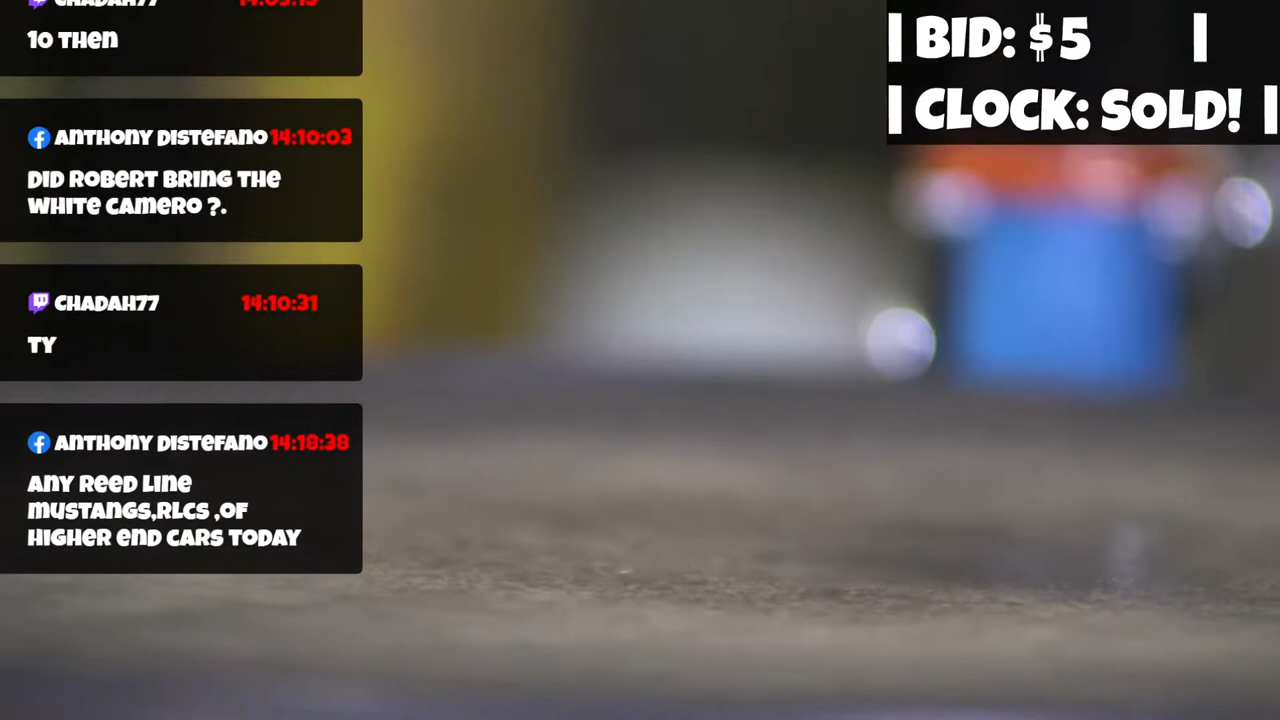 CHADAH77
10 THEN
ANTHONY DISTEFANO 14:10:03
DID ROBERT BRING THE
WHITE CAMERO ?.
CHADAH77 14:10:31
TY
ANTHONY DISTEFANO 14:18:38
ANY REED LINE
MUSTANGS,RLCS ,OF
HIGHER END CARS TODAY
| BID: $5 |
| CLOCK: SOLD! |